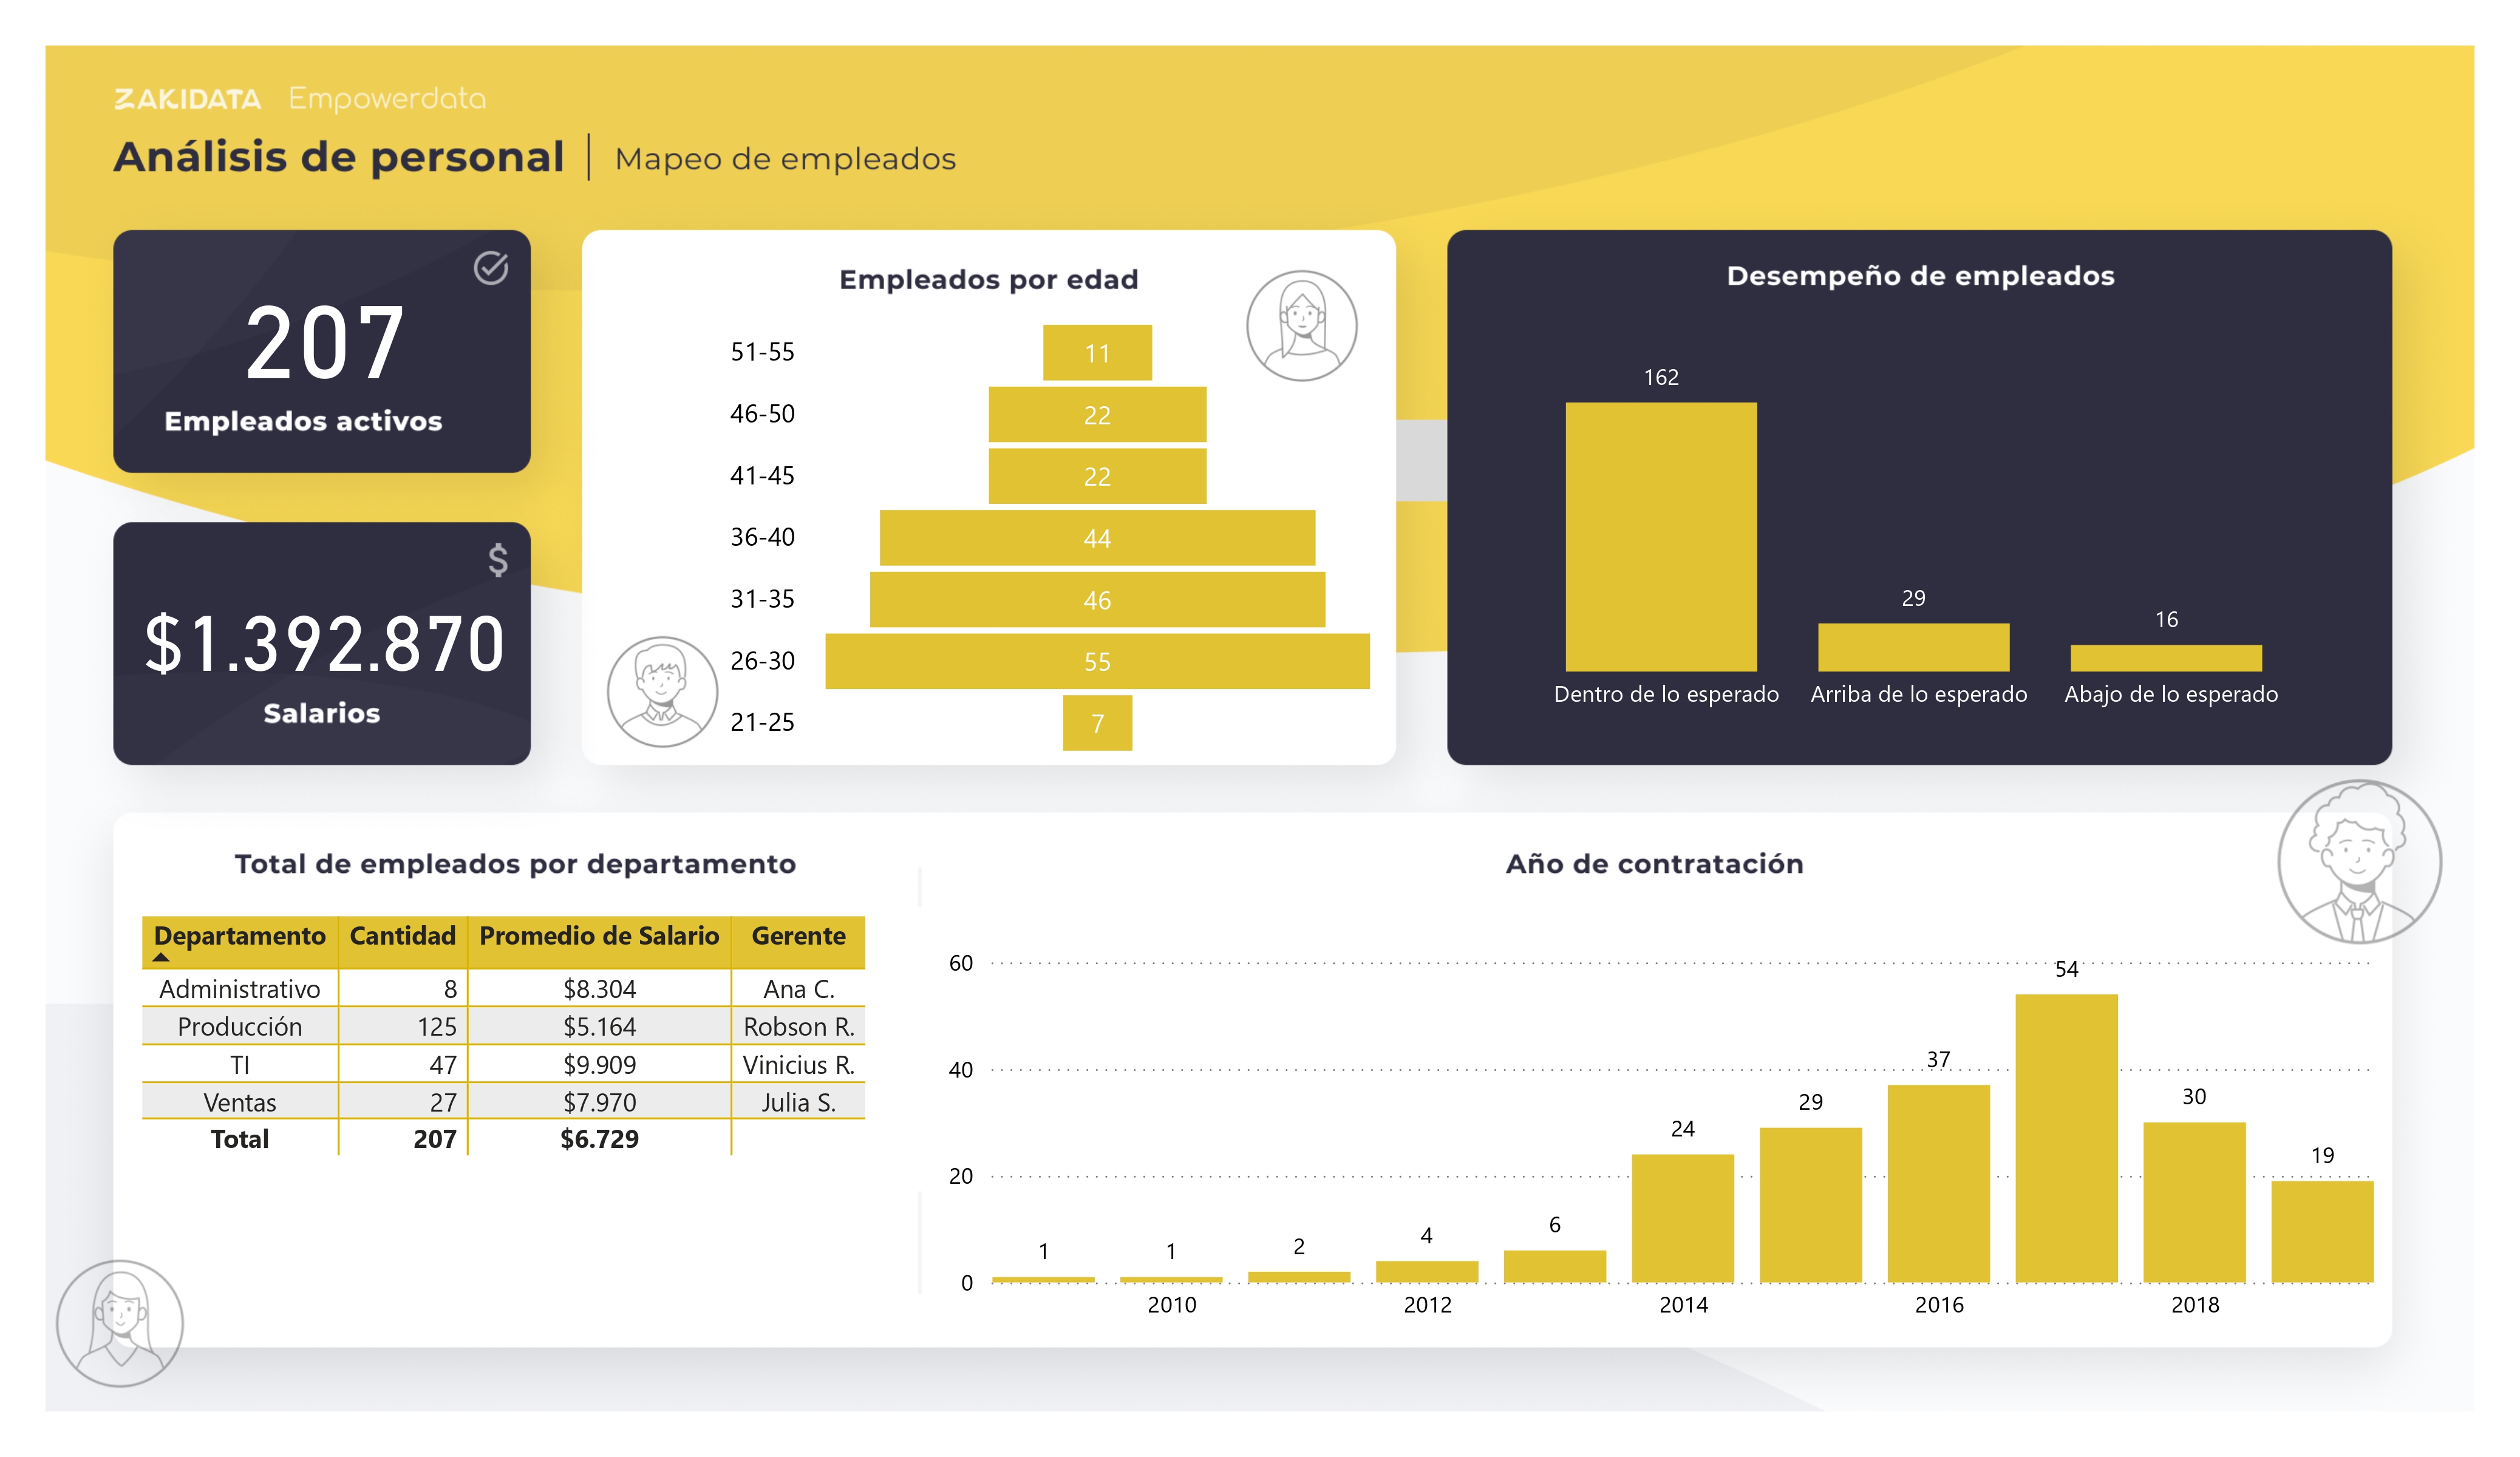 ZAKIDATA Empowerdata
Análisis de personal | Mapeo de empleados
207
Empleados activos
$
$1.392.870
Salarios
Empleados por edad
51-55 11
46-50 22
41-45 22
36-40 44
31-35 46
26-30 55
21-25 7
Desempeño de empleados
162
29
16
Dentro de lo esperado Arriba de lo esperado Abajo de lo esperado
Total de empleados por departamento
Departamento Cantidad Promedio de Salario Gerente
Administrativo 8 $8.304 Ana C.
Producción 125 $5.164 Robson R.
TI 47 $9.909 Vinicius R.
Ventas 27 $7.970 Julia S.
Total 207 $6.729
Año de contratación
60
40
20
0
1 1 2 4 6 24 29 37 54 30 19
2010 2012 2014 2016 2018